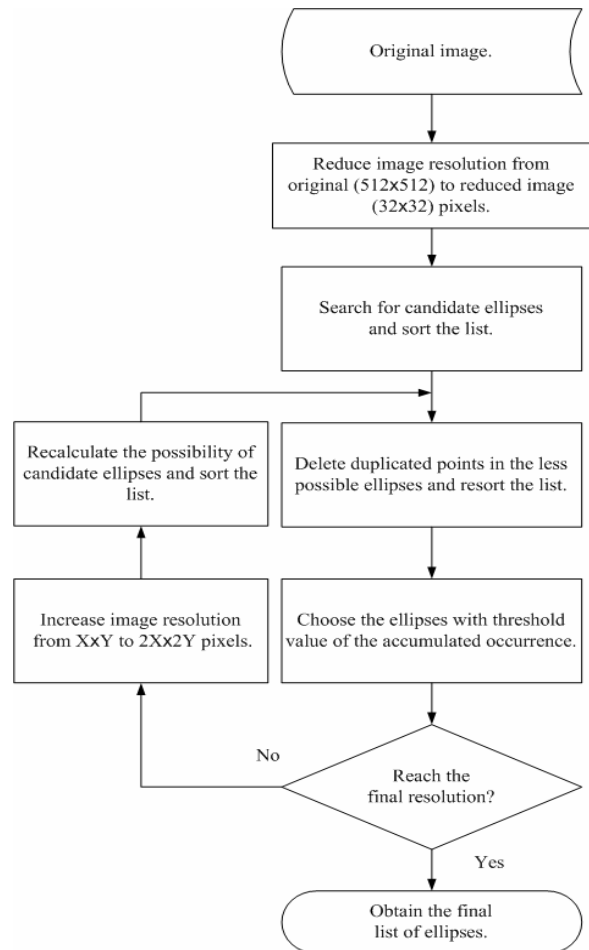 Original image.
Reduce image resolution from
original (512x512) to reduced image
(32x32) pixels.
Search for candidate ellipses
and sort the list.
Recalculate the possibility of
candidate ellipses and sort the
list.
Delete duplicated points in the less
possible ellipses and resort the list.
Increase image resolution
from XxY to 2Xx2Y pixels.
Choose the ellipses with threshold
value of the accumulated occurrence.
No
Reach the
final resolution?
Yes
Obtain the final
list of ellipses.